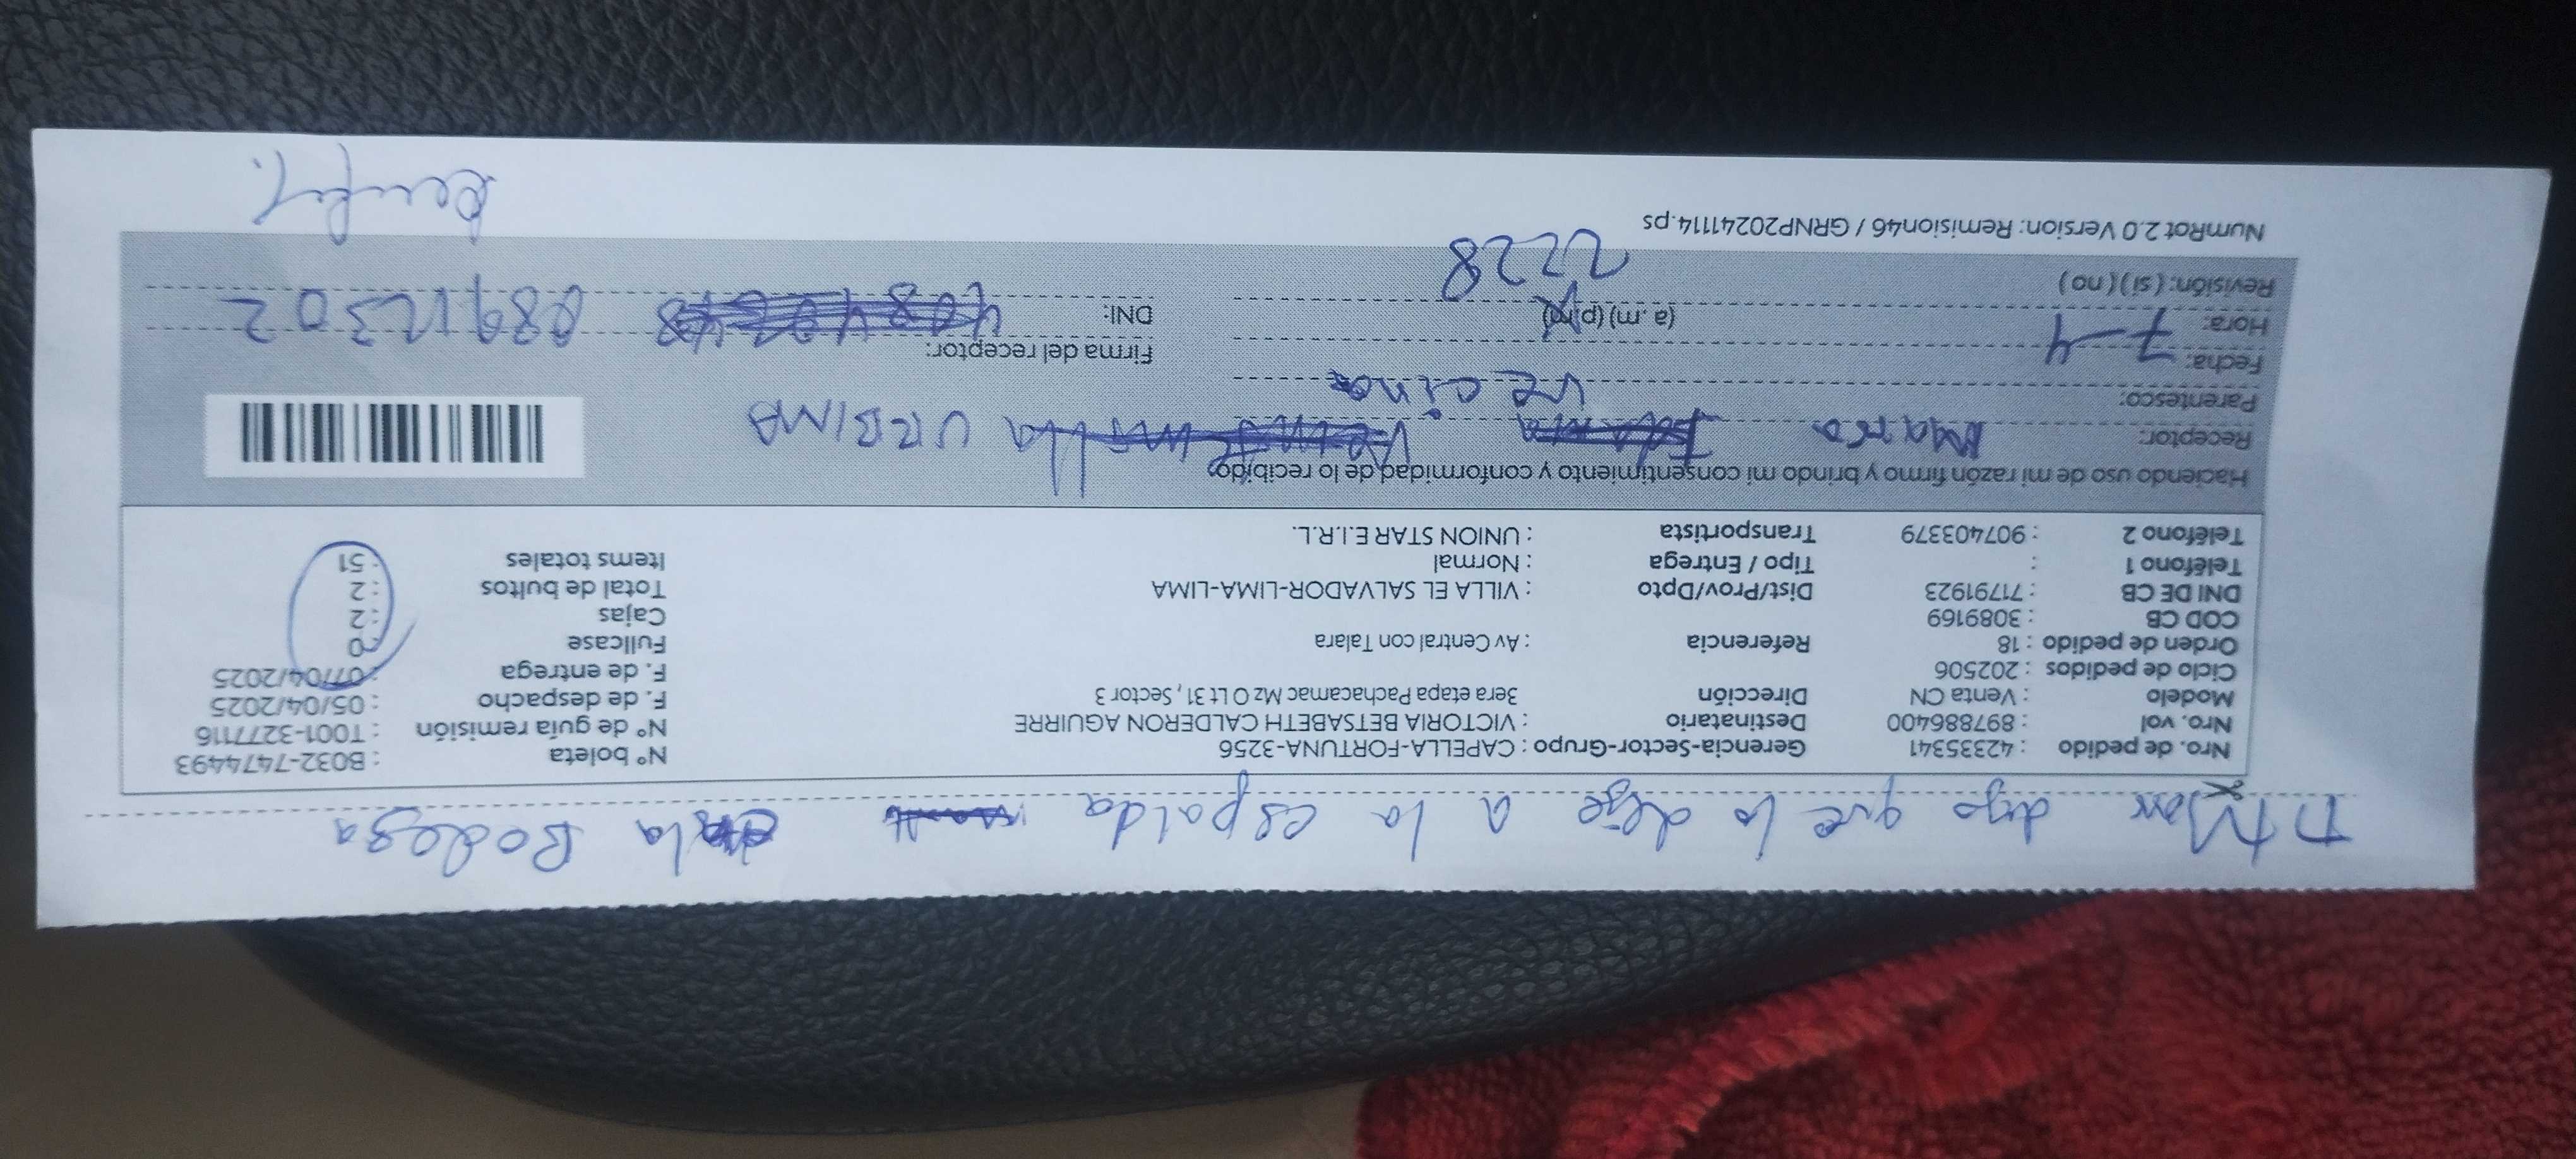 TITULAR dijo que lo deje a la espalda la Bodega
Nro. de pedido : 42335341
Nro. vol : 897886400
Modelo : Venta CN
Ciclo de pedidos : 202506
Orden de pedido : 18
COD CB : 3089169
DNI DE CB : 71791923
Teléfono 1 :
Teléfono 2 : 907403379
Gerencia-Sector-Grupo : CAPELLA-FORTUNA-3256
Destinatario : VICTORIA BETSABETH CALDERON AGUIRRE
Dirección 3era etapa Pachacamac Mz O Lt 31, Sector 3
Referencia : Av Central con Talara
Dist/Prov/Dpto : VILLA EL SALVADOR-LIMA-LIMA
Tipo / Entrega : Normal
Transportista : UNION STAR E.I.R.L.
N° boleta : B032-7474493
N° de guía remisión : T001-3277116
F. de despacho : 05/04/2025
F. de entrega : 07/04/2025
Fullcase : 0
Cajas : 2
Total de bultos : 2
Items totales : 51
Haciendo uso de mi razón firmo y brindo mi consentimiento y conformidad de lo recibido
Receptor: Marco URBINA
Parentesco: vecino
Fecha: 7-4
Hora: (a. m) (p.m)
Revisión: ( si ) ( no )
2228
Firma del receptor:
DNI: 08912302
NumRot 2.0 Version: Remision46 / GRNP20241114.ps